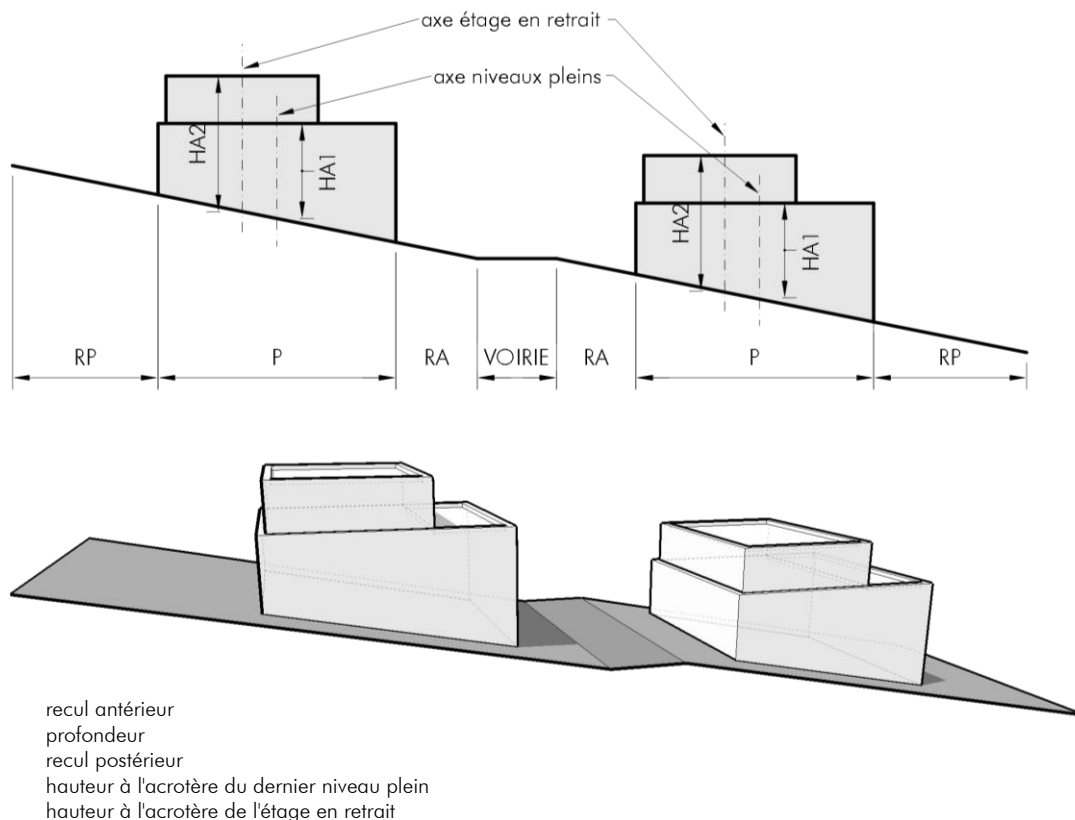 axe étage en retrait
axe niveaux pleins
HA2
HA1
HA2
HA1
RP P RA VOIRIE RA P RP
recul antérieur
profondeur
recul postérieur
hauteur à l'acrotère du dernier niveau plein
hauteur à l'acrotère de l'étage en retrait